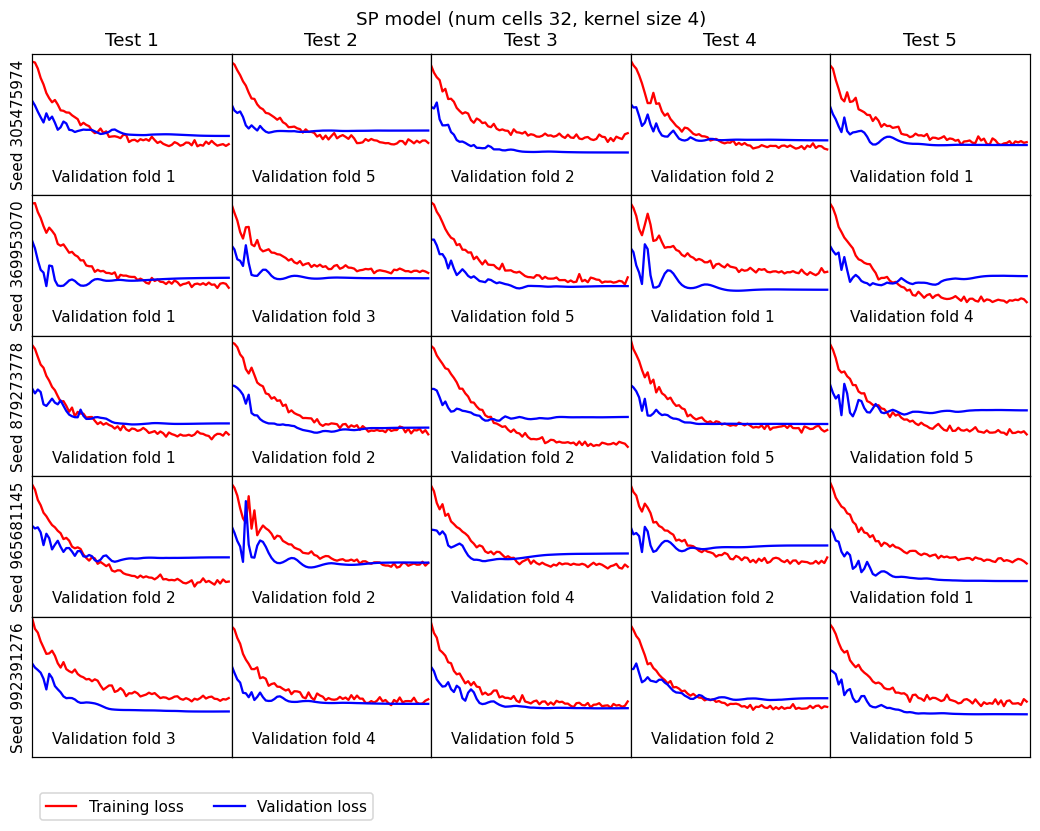 SP model (num cells 32, kernel size 4)
Test 1 Test 2 Test 3 Test 4 Test 5
Seed 305475974
Validation fold 1 Validation fold 5 Validation fold 2 Validation fold 2 Validation fold 1
Seed 369953070
Validation fold 1 Validation fold 3 Validation fold 5 Validation fold 1 Validation fold 4
Seed 8792773778
Validation fold 1 Validation fold 2 Validation fold 2 Validation fold 5 Validation fold 5
Seed 965681145
Validation fold 2 Validation fold 2 Validation fold 4 Validation fold 2 Validation fold 1
Seed 992391276
Validation fold 3 Validation fold 4 Validation fold 5 Validation fold 2 Validation fold 5
Training loss Validation loss